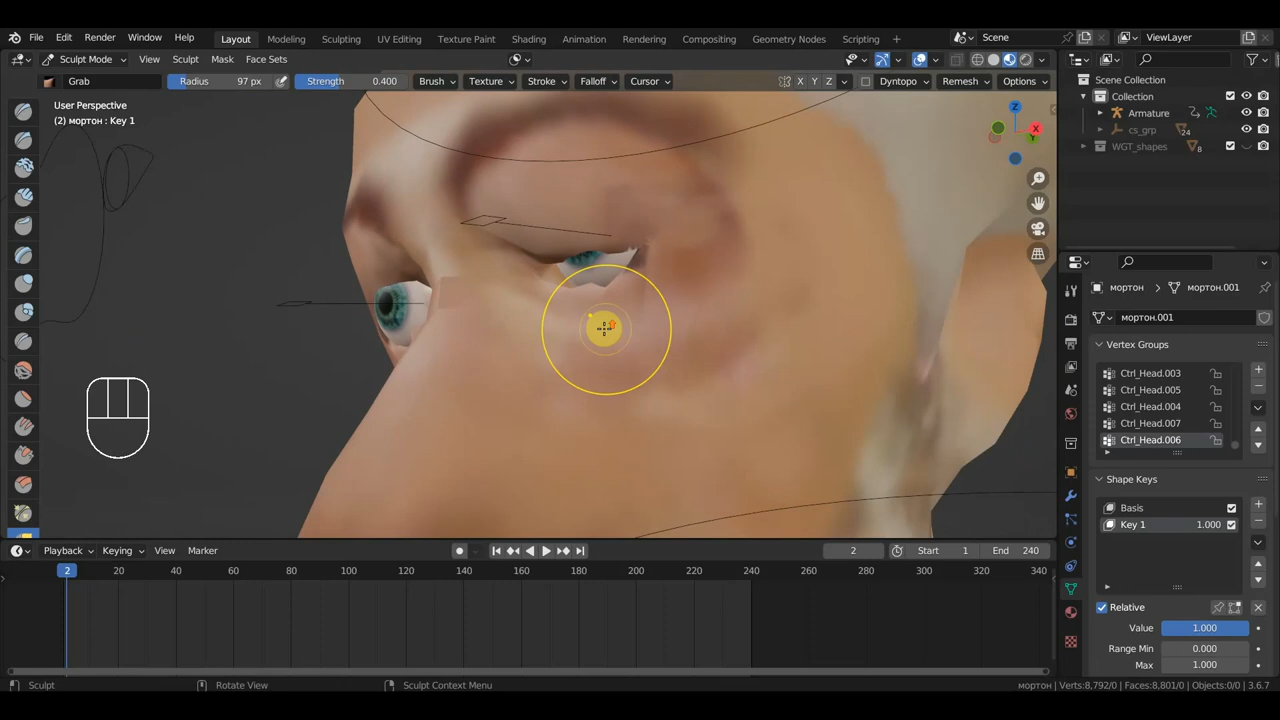 File Edit Render Window Help Layout Modeling Sculpting UV Editing Texture Paint Shading Animation Rendering Compositing Geometry Nodes Scripting + Scene ViewLayer
Sculpt Mode View Sculpt Mask Face Sets
Grab Radius 97 px Strength 0.400 Brush Texture Stroke Falloff Cursor X Y Z Dyntopo Remesh Options
User Perspective
(2) мортон : Key 1
Z
X
Y
Scene Collection
Collection
Armature
cs_grp 24
WGT_shapes 8
мортон мортон.001
мортон.001
Vertex Groups
Ctrl_Head.003
Ctrl_Head.005
Ctrl_Head.004
Ctrl_Head.007
Ctrl_Head.006
Shape Keys
Basis
Key 1 1.000
Relative
Value 1.000
Range Min 0.000
Max 1.000
Playback Keying View Marker 2 Start 1 End 240
2 20 40 60 80 100 120 140 160 180 200 220 240 260 280 300 320 340
Sculpt Rotate View Sculpt Context Menu мортон | Verts:8,792/0 | Faces:8,801/0 | Objects:0/0 | 3.6.7